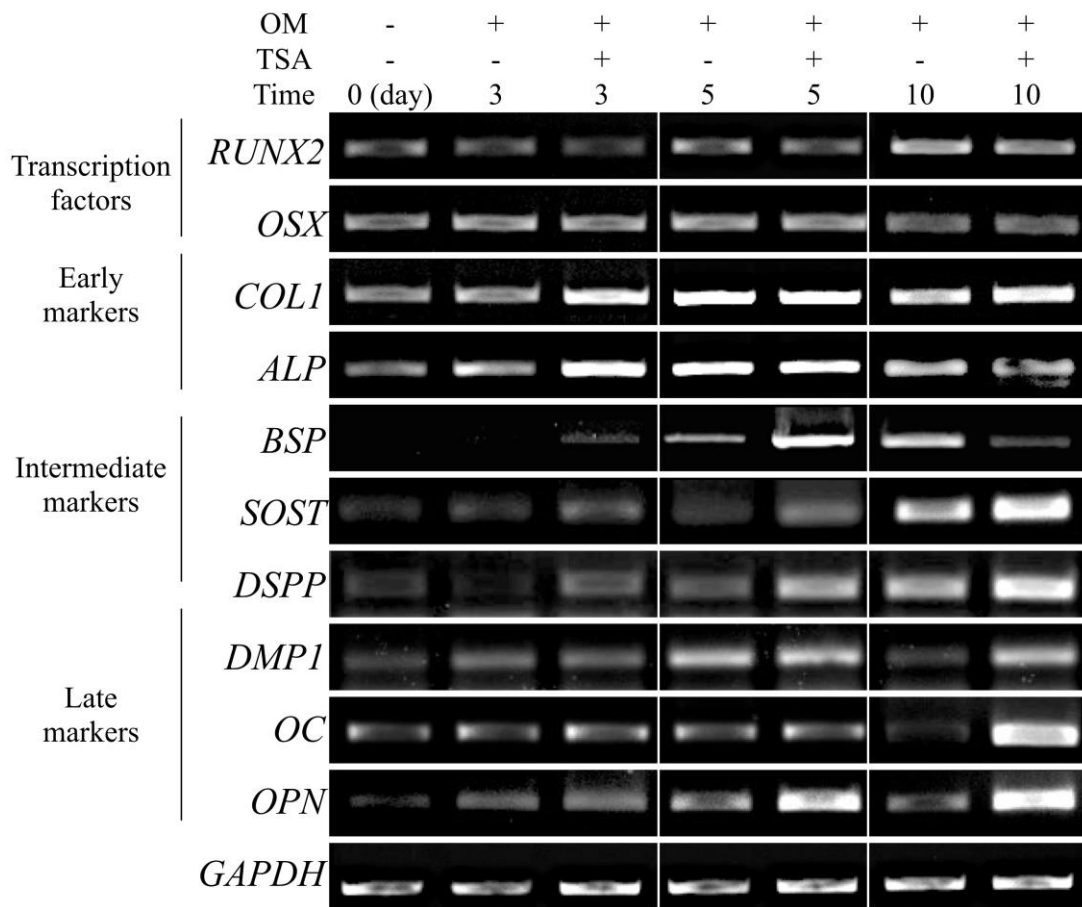 OM - + + + + + +
TSA - - + - + - +
Time 0 (day) 3 3 5 5 10 10
Transcription
factors
RUNX2
OSX
Early
markers
COL1
ALP
Intermediate
markers
BSP
SOST
DSPP
Late
markers
DMP1
OC
OPN
GAPDH